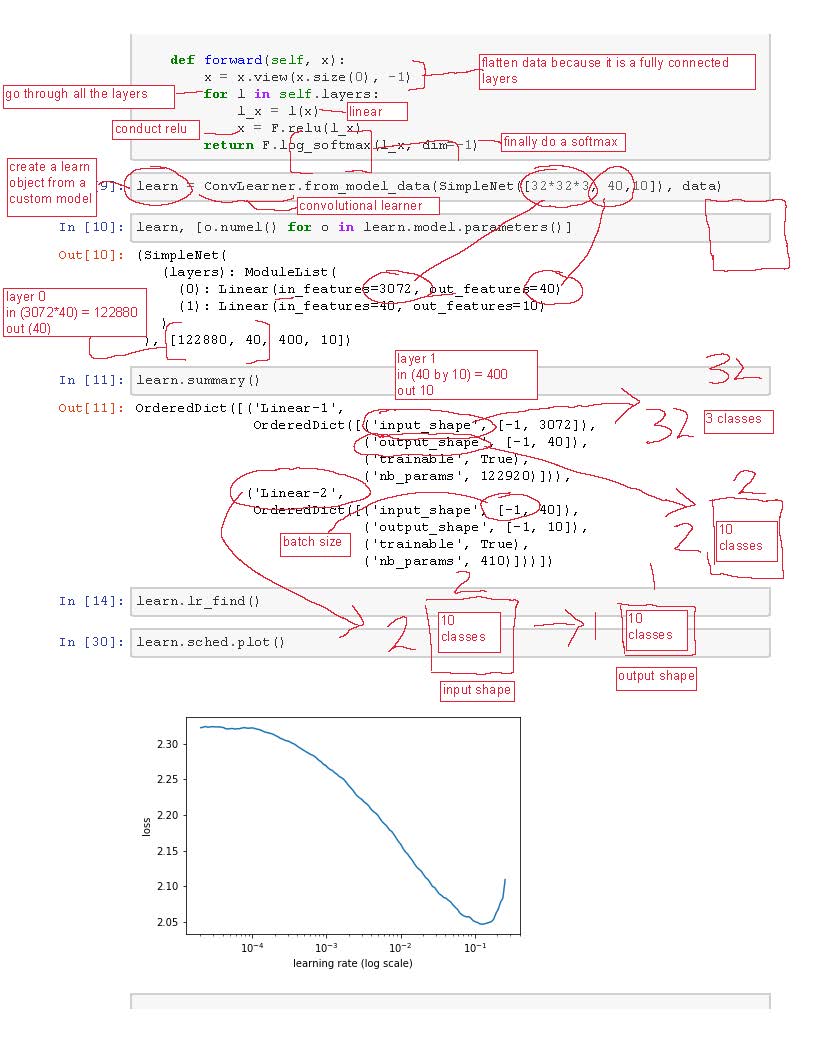 def forward(self, x):
flatten data because it is a fully connected
layers
x = x.view(x.size(0), -1)
go through all the layers
for l in self.layers:
l_x = l(x)
linear
conduct relu
x = F.relu(l_x)
return F.log_softmax(l_x, dim=-1)
finally do a softmax
create a learn
object from a
custom model
9]: learn = ConvLearner.from_model_data(SimpleNet([32*32*3, 40,10]), data)
convolutional learner
In [10]: learn, [o.numel() for o in learn.model.parameters()]
Out[10]: (SimpleNet(
(layers): ModuleList(
(0): Linear(in_features=3072, out_features=40)
(1): Linear(in_features=40, out_features=10)
)
), [122880, 40, 400, 10])
layer 0
in (3072*40) = 122880
out (40)
layer 1
in (40 by 10) = 400
out 10
In [11]: learn.summary()
32
Out[11]: OrderedDict([('Linear-1',
OrderedDict([('input_shape', [-1, 3072]),
32
3 classes
('output_shape', [-1, 40]),
('trainable', True),
('nb_params', 122920)])),
('Linear-2',
OrderedDict([('input_shape', [-1, 40]),
('output_shape', [-1, 10]),
('trainable', True),
('nb_params', 410)]))])
batch size
2
2
10
classes
In [14]: learn.lr_find()
In [30]: learn.sched.plot()
2
2
10
classes
input shape
1
1
10
classes
output shape
2.30
2.25
2.20
2.15
2.10
2.05
loss
10⁻⁴ 10⁻³ 10⁻² 10⁻¹
learning rate (log scale)